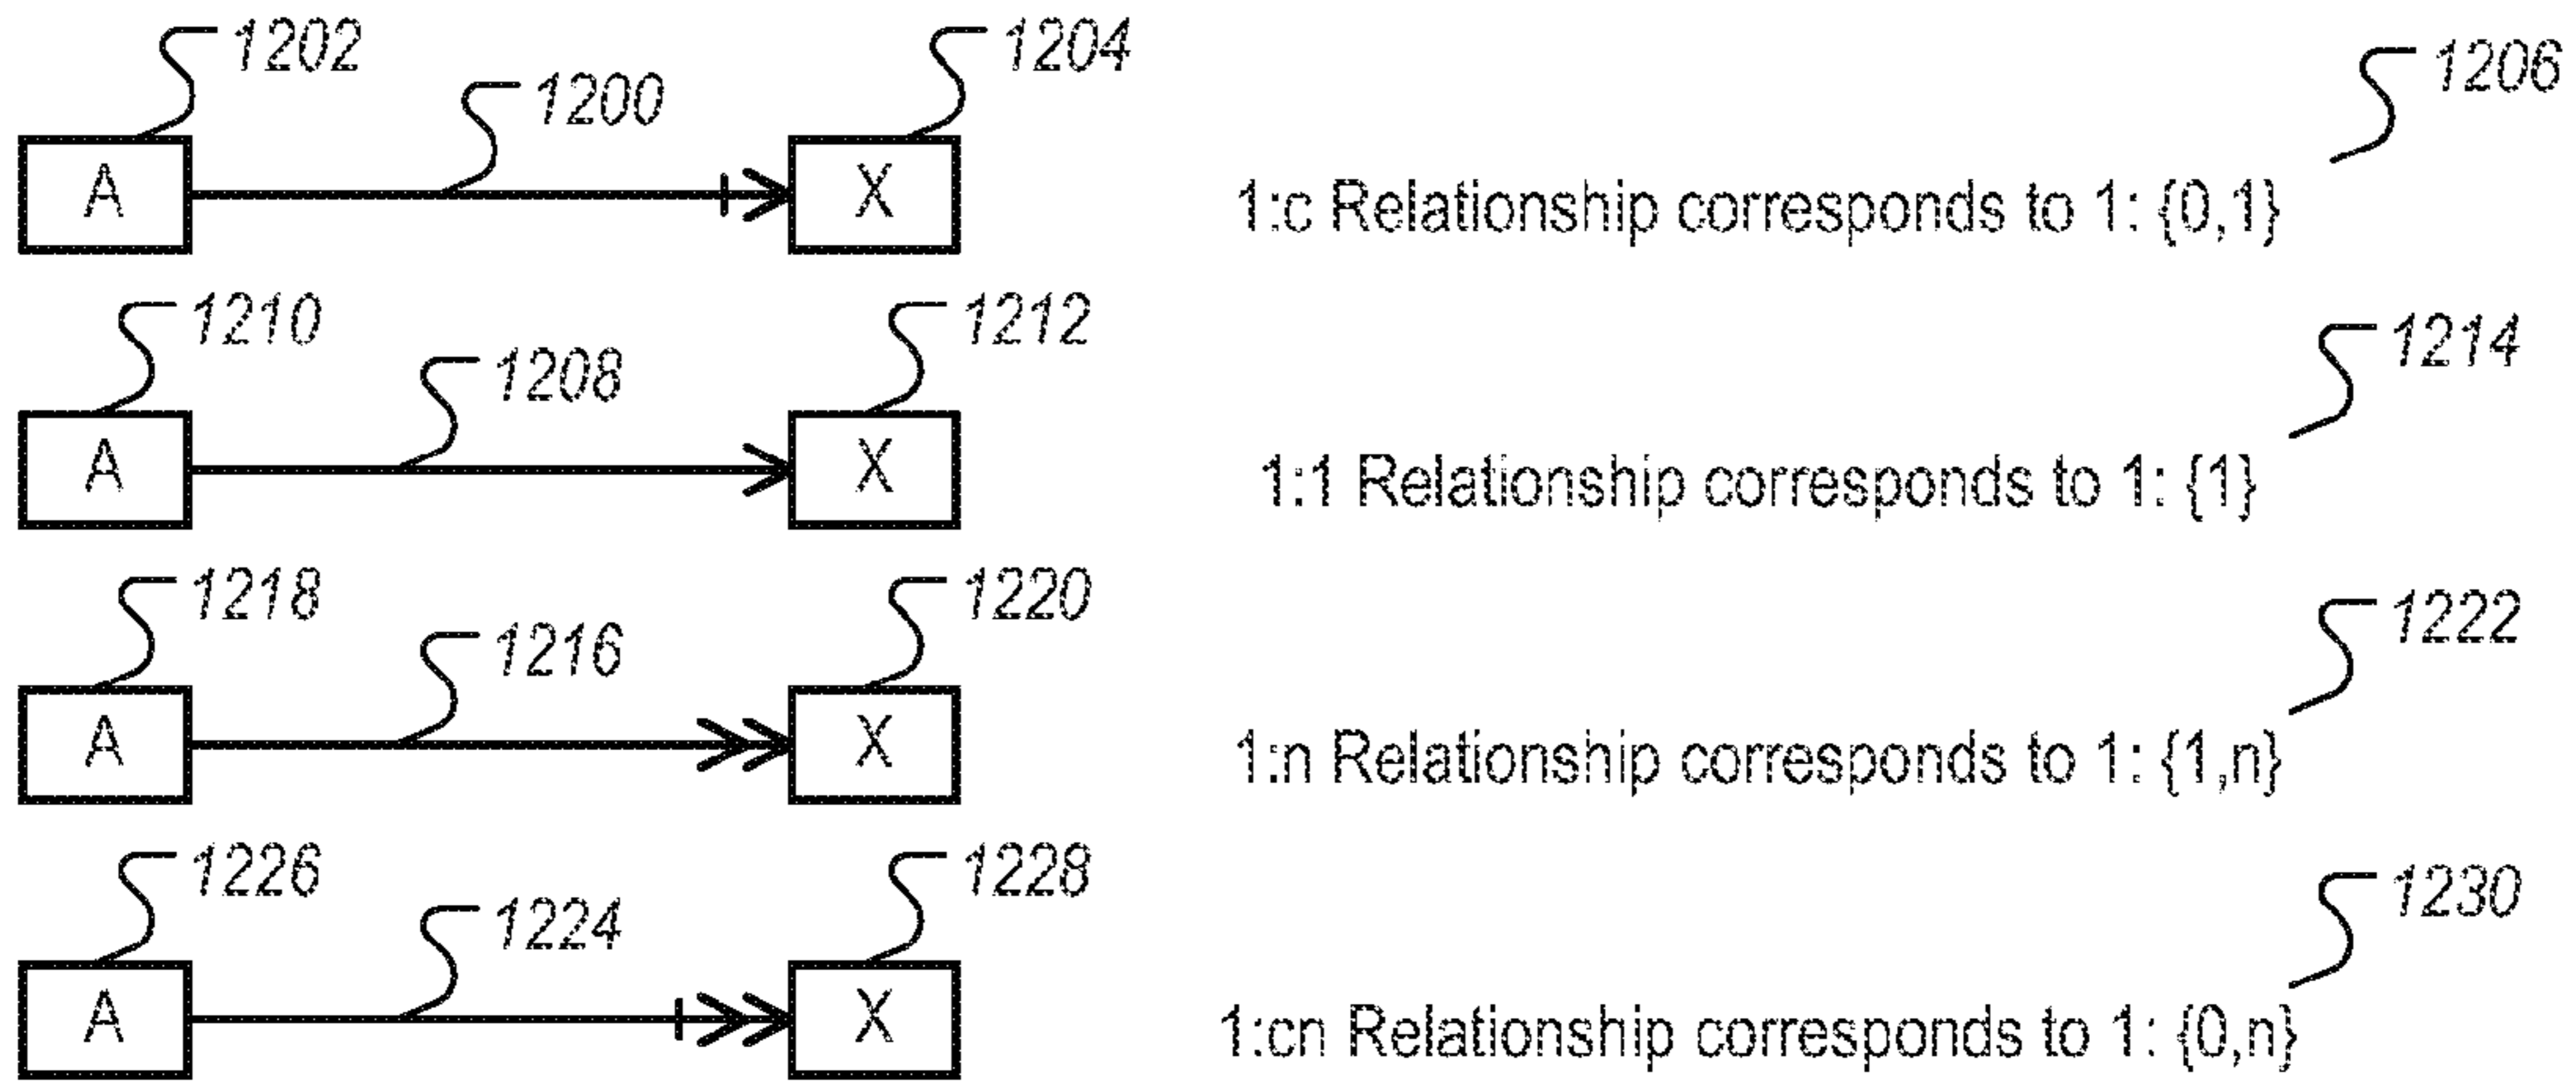 1202
1200
1204
1206
A
X
1:c Relationship corresponds to 1: {0,1}
1210
1208
1212
1214
A
X
1:1 Relationship corresponds to 1: {1}
1218
1216
1220
1222
A
X
1:n Relationship corresponds to 1: {1,n}
1226
1224
1228
1230
A
X
1:cn Relationship corresponds to 1: {0,n}